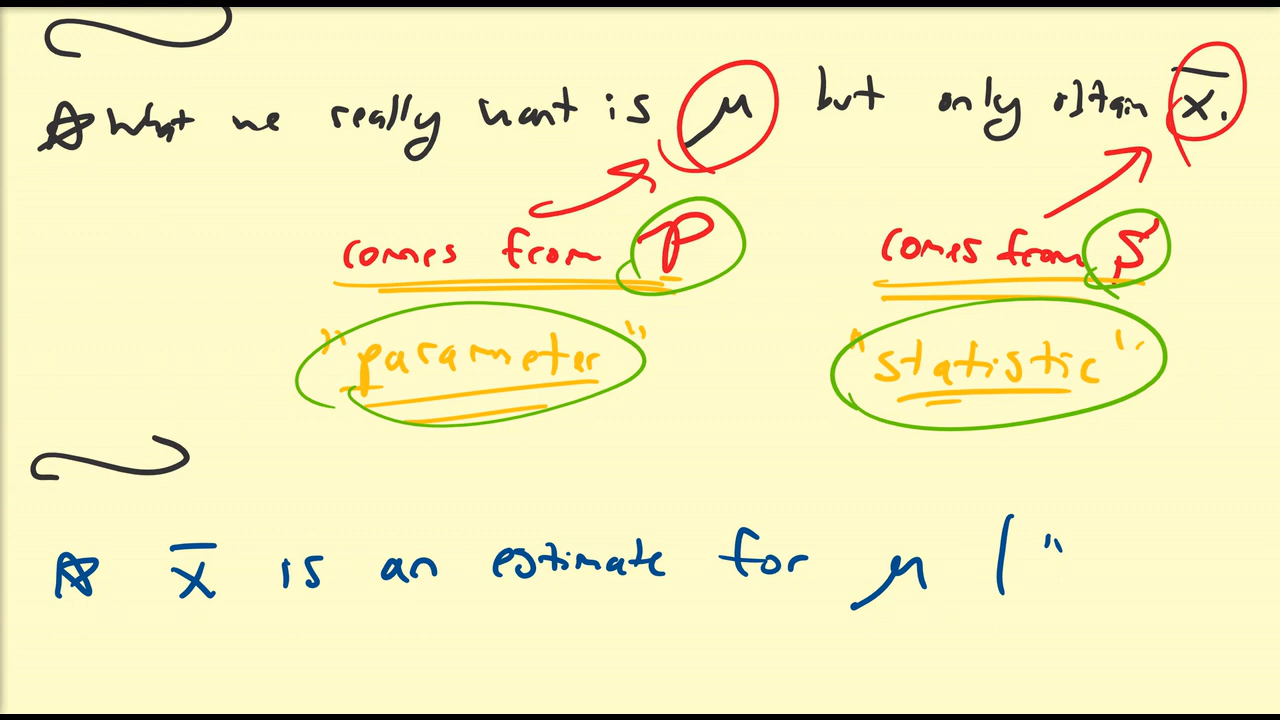 ☆ What we really want is μ but only obtain x̄.
comes from P comes from S
"parameter" "statistic"
☆ x̄ is an estimate for μ ( "